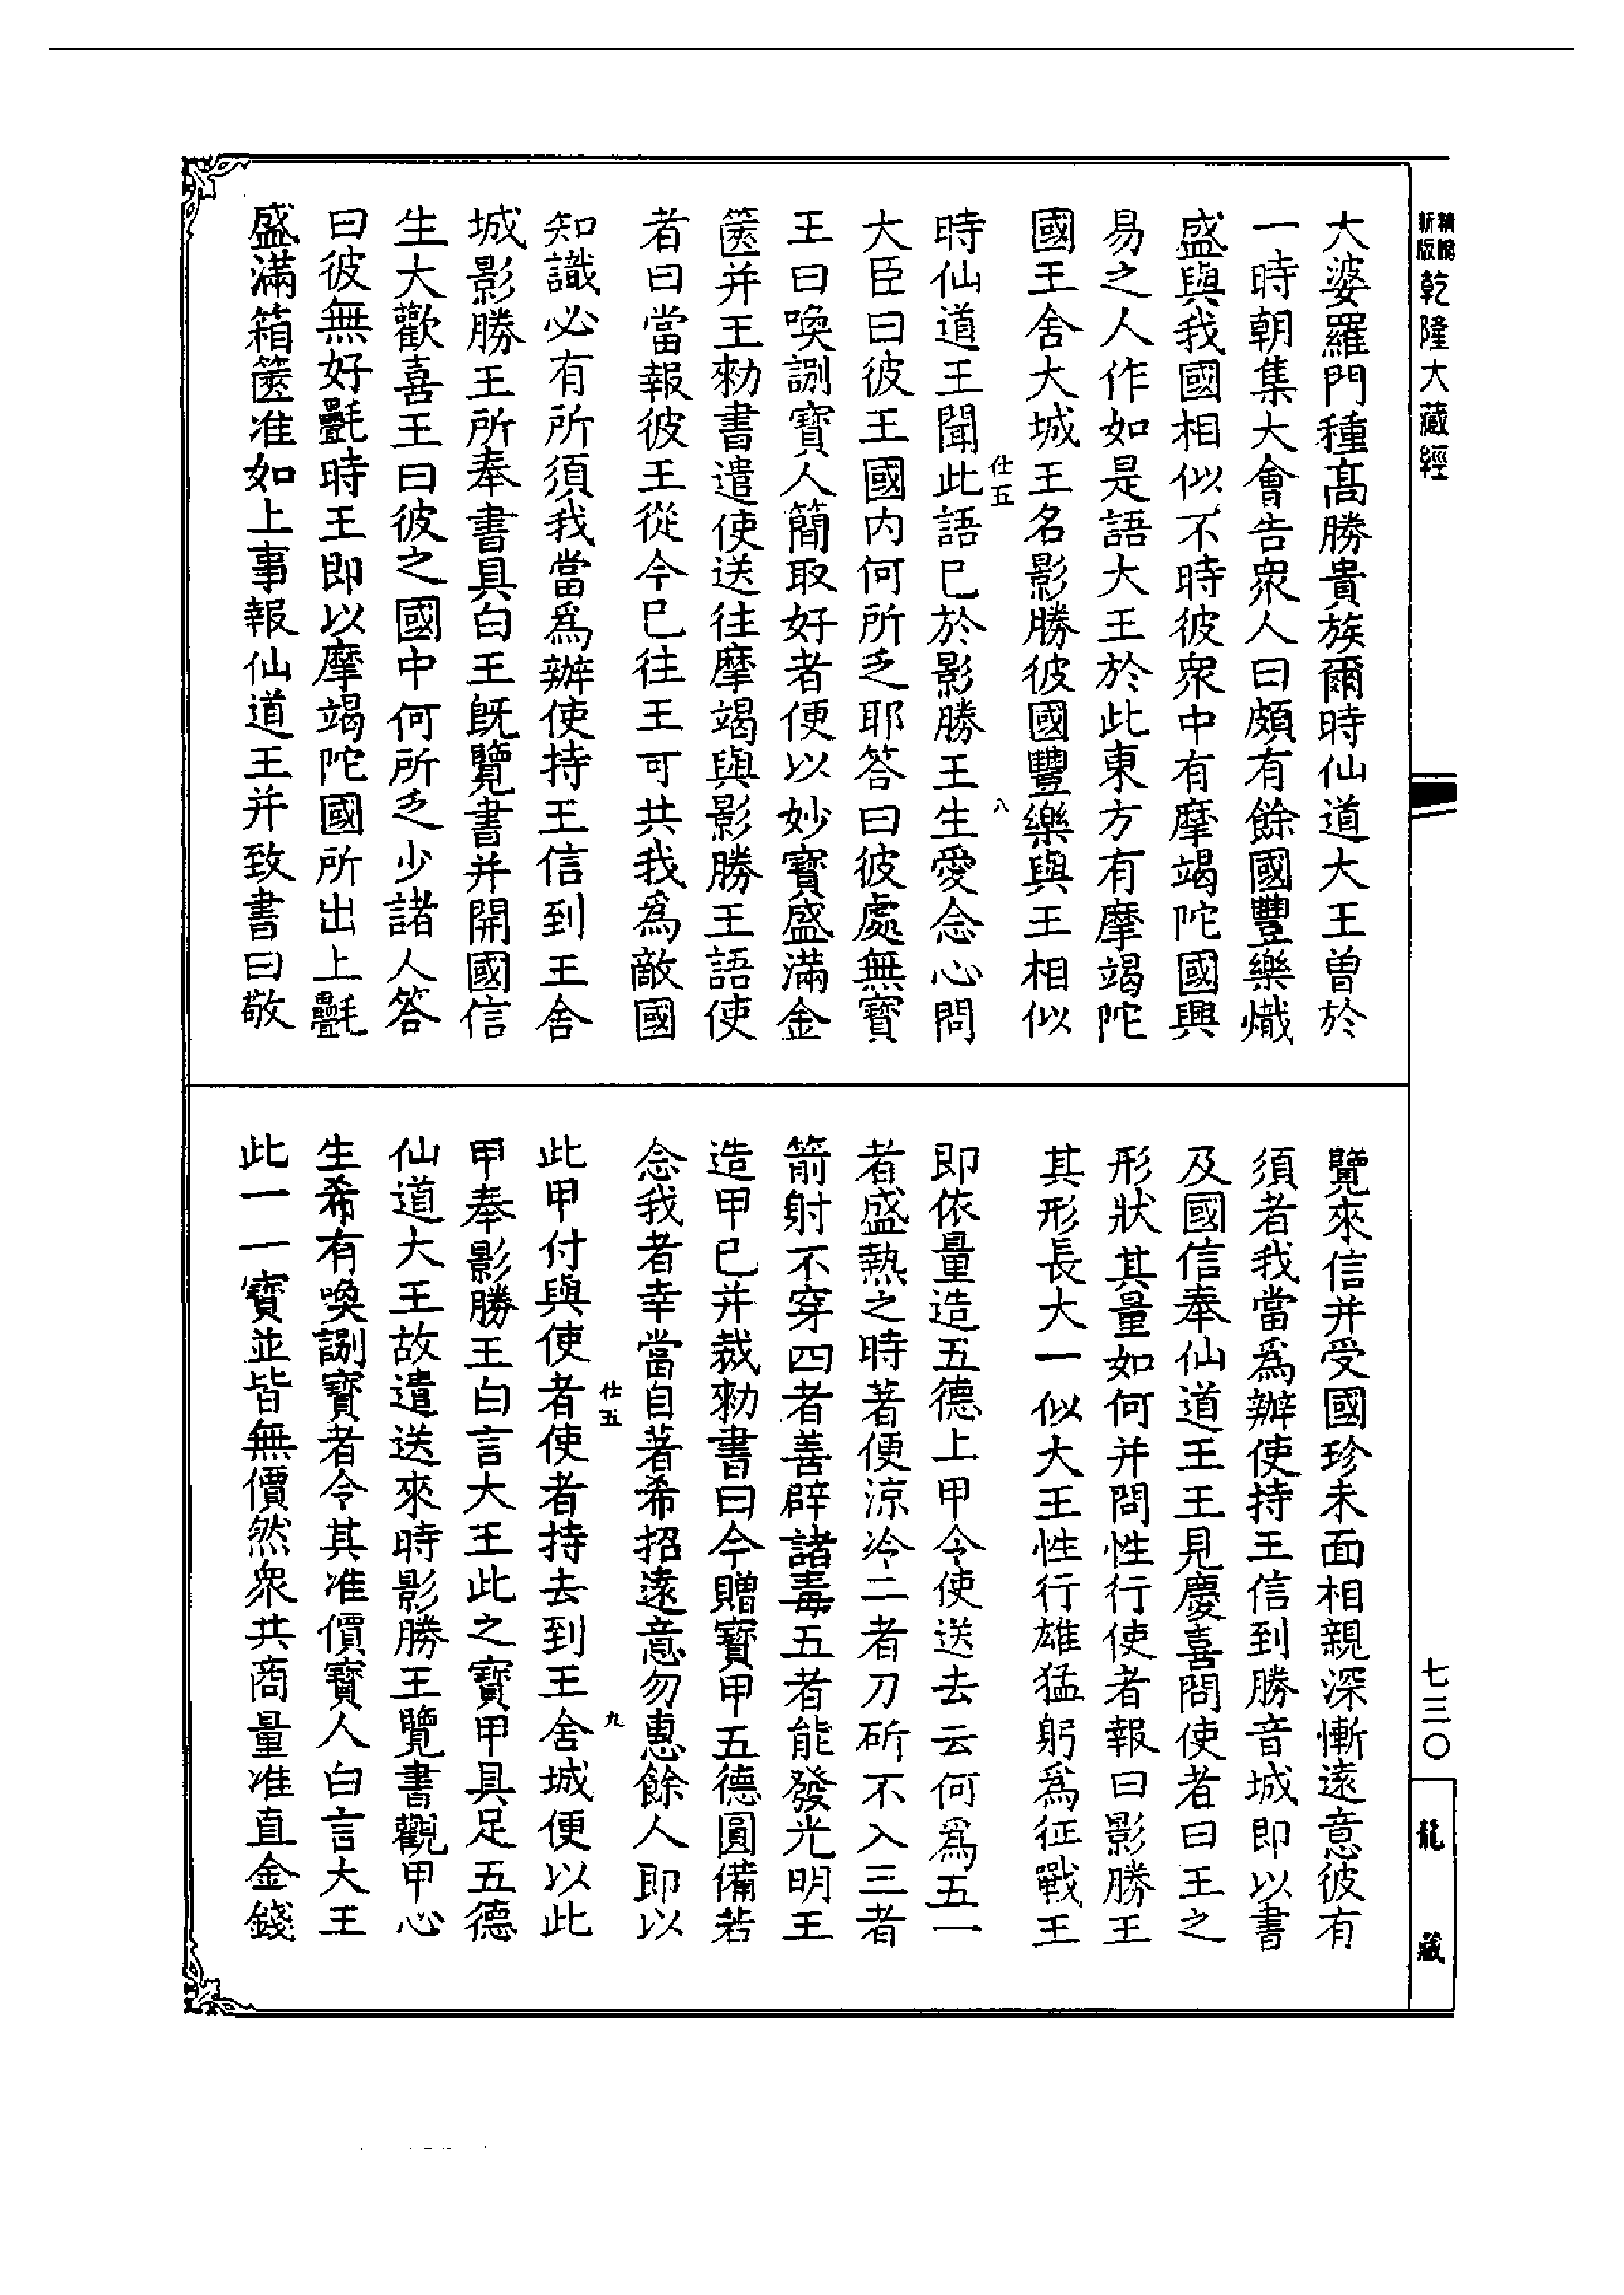 精縮新版 乾隆大藏經
大婆羅門種高勝貴族爾時仙道大王曾於
一時朝集大會告衆人曰頗有餘國豐樂熾
盛與我國相似不時彼衆中有摩竭陀國興
易之人作如是語大王於此東方有摩竭陀
國王舍大城王名影勝彼國豐樂與王相似
仕五 八
時仙道王聞此語已於影勝王生愛念心問
大臣曰彼王國内何所乏耶答曰彼處無寶
王曰喚謝寶人簡取好者便以妙寶盛滿金
篋并王勑書遣使送往摩竭與影勝王語使
者曰當報彼王從今已往王可共我爲敵國
知識必有所須我當爲辦使持王信到王舍
城影勝王所奉書具白王既覽書并開國信
生大歡喜王曰彼之國中何所乏少諸人答
曰彼無好㲲時王即以摩竭陀國所出上㲲
盛滿箱篋准如上事報仙道王并致書曰敬
覽來信并受國珍未面相親深慚遠意彼有
須者我當爲辦使持王信到勝音城即以書
及國信奉仙道王王見慶喜問使者曰王之
形狀其量如何并問性行使者報曰影勝王
其形長大一似大王性行雄猛躬爲征戰王
即依量造五德上甲令使送去云何爲五一
者盛熱之時著便涼冷二者刀斫不入三者
箭射不穿四者善辟諸毒五者能發光明王
造甲已并裁勑書曰今贈寶甲五德圓備若
念我者幸當自著希招遠意勿惠餘人即以
仕五 九
此甲付與使者使者持去到王舍城便以此
甲奉影勝王白言大王此之寶甲具足五德
仙道大王故遣送來時影勝王覽書觀甲心
生希有喚謝寶者令其准價寶人白言大王
此一一寶並皆無價然衆共商量准直金錢
七三〇
龍藏